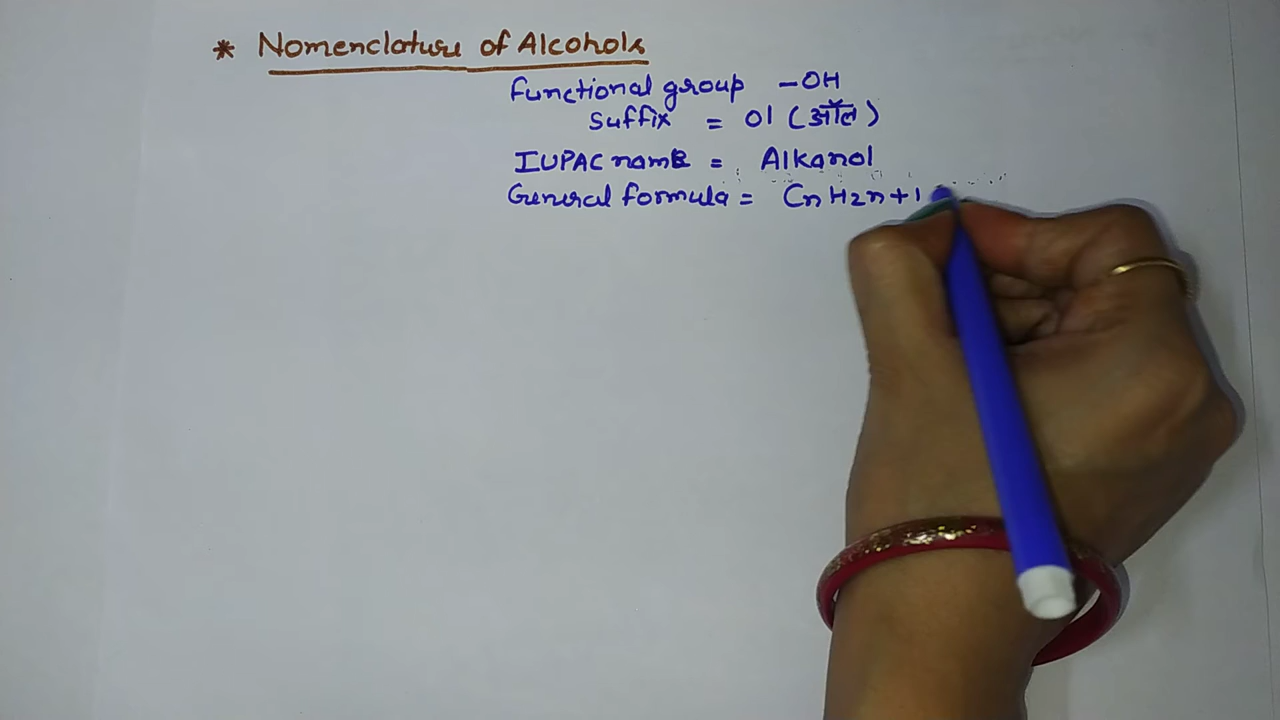 * Nomenclature of Alcohols
Functional group -OH
Suffix = ol (ऑल)
IUPAC name = Alkanol
General formula = CnH2n+1